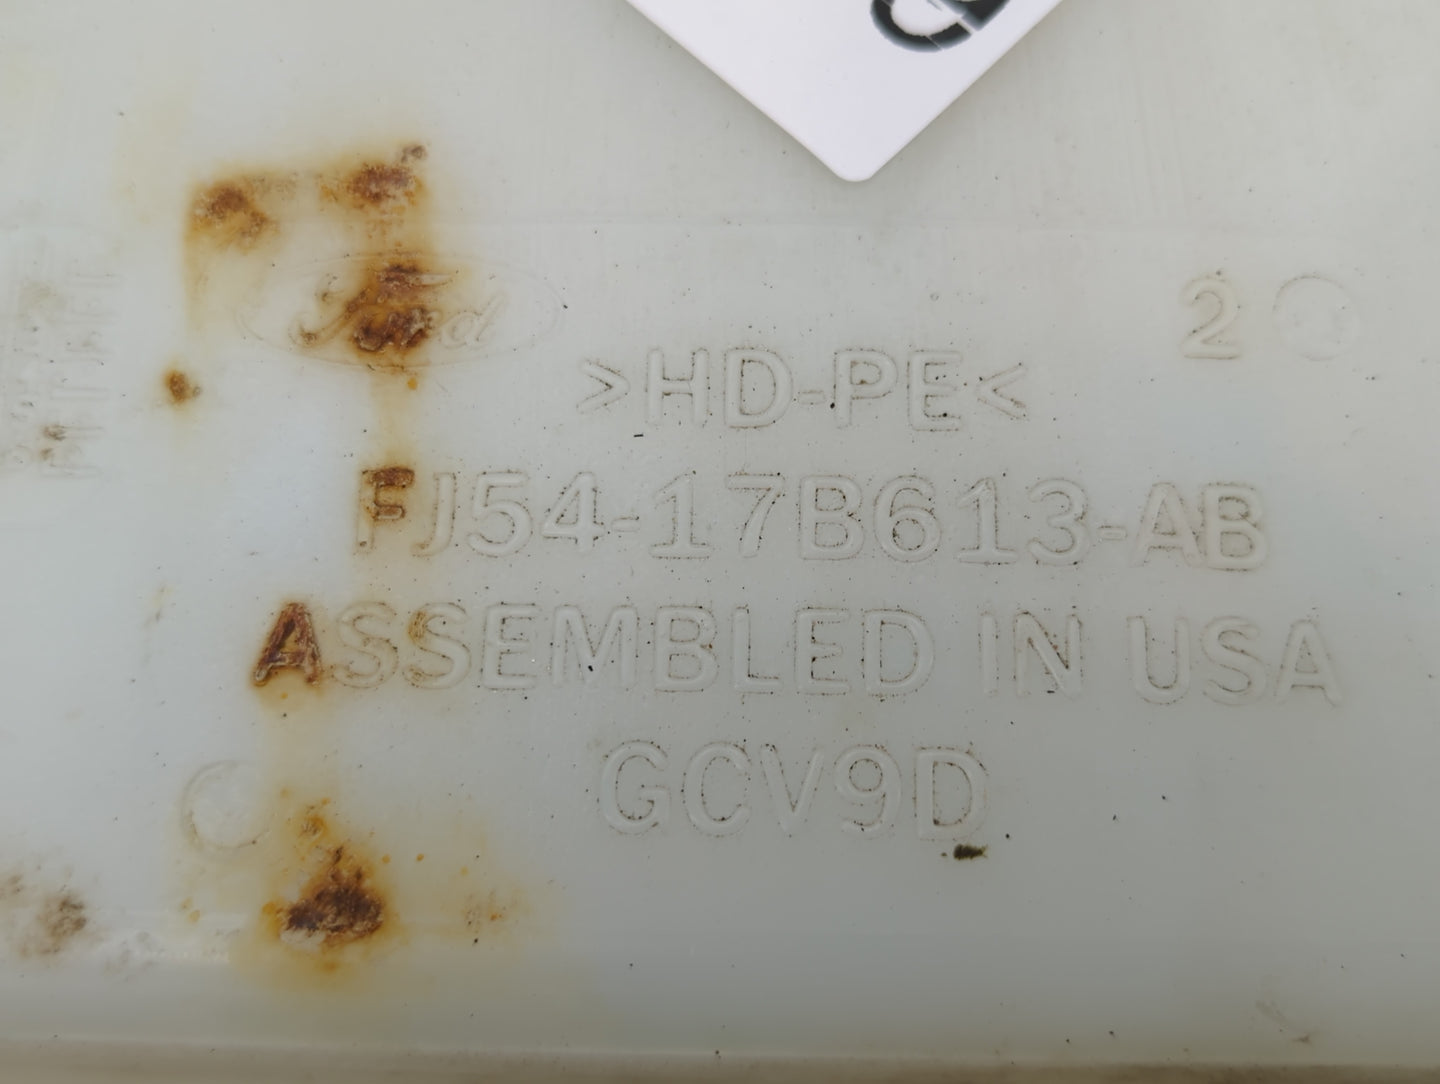 Ford
2
>HD-PE<
FJ54-17B613-AB
ASSEMBLED IN USA
GCV9D